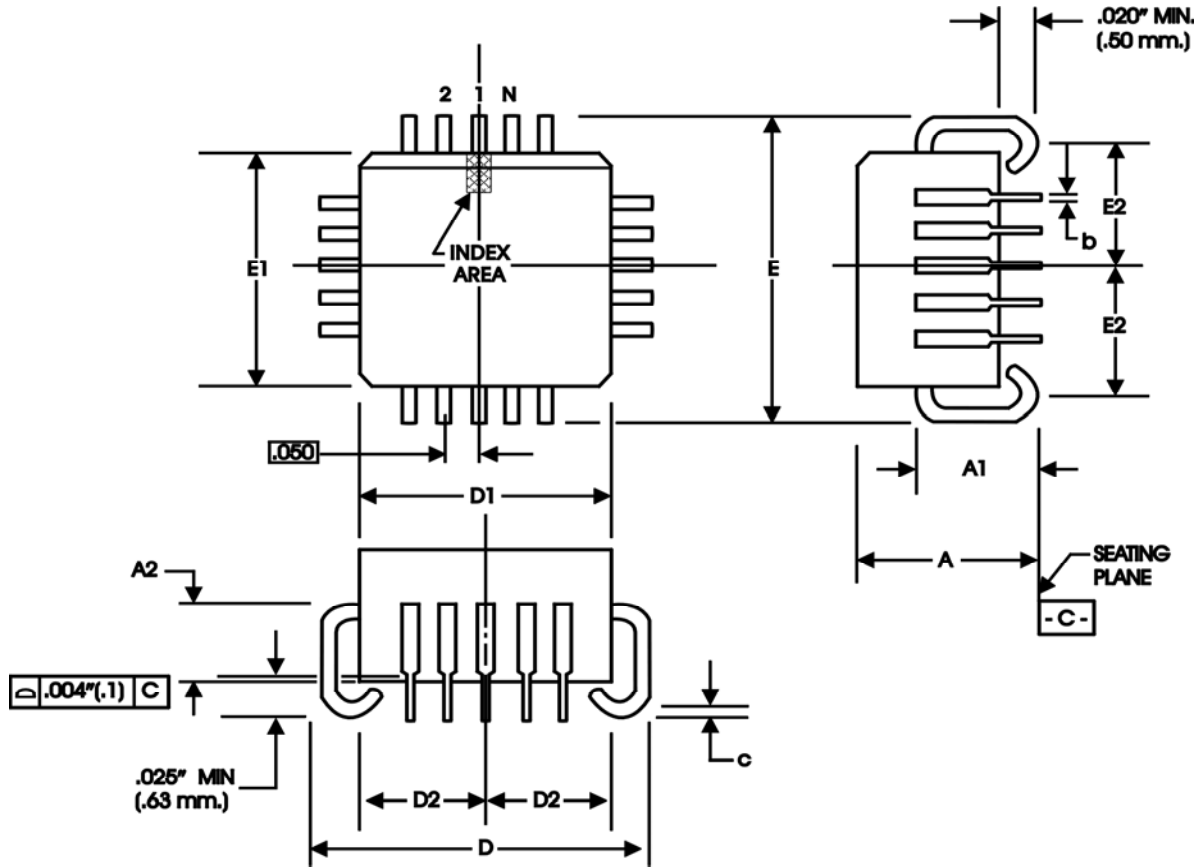 .020" MIN.
(.50 mm.)
2 1 N
E1
INDEX
AREA
E
E2
b
E2
.050
D1
A1
A
SEATING
PLANE
-C-
A2
⌓ .004"(.1) C
.025" MIN
(.63 mm.)
D2
D2
c
D